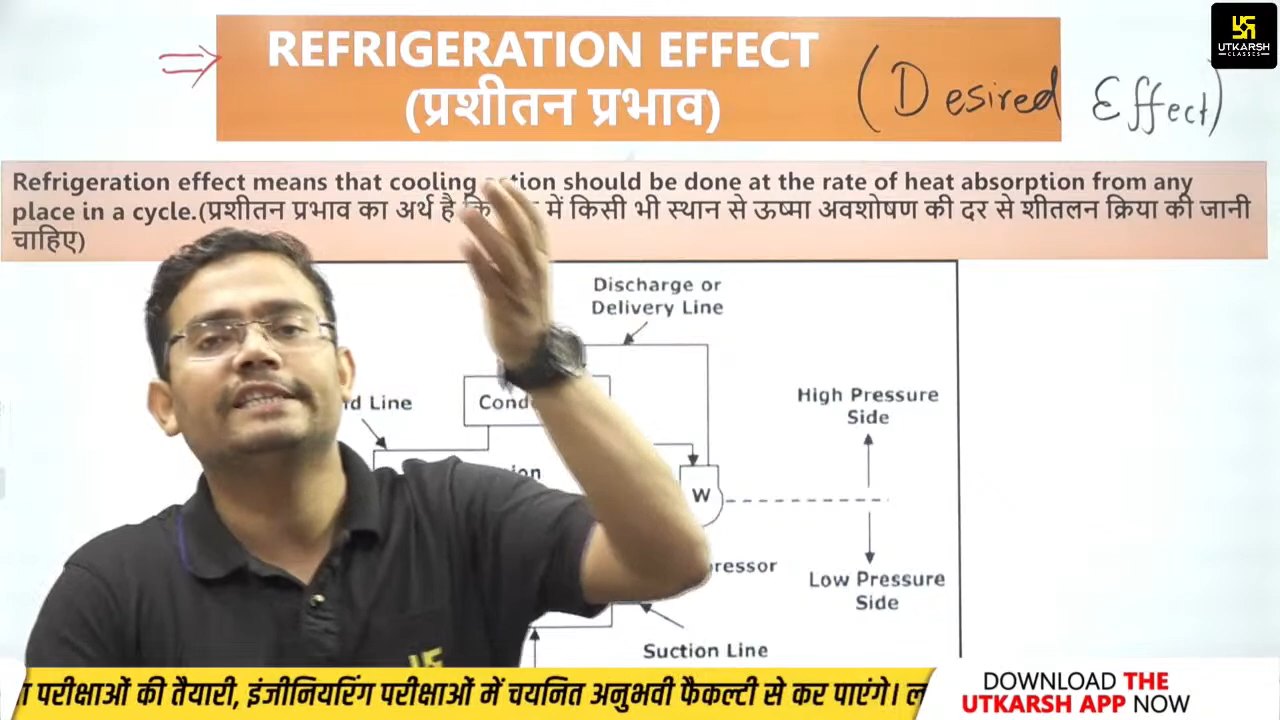 REFRIGERATION EFFECT
(प्रशीतन प्रभाव)
(Desired Effect)
UTKARSH
CLASSES
Refrigeration effect means that cooling action should be done at the rate of heat absorption from any
place in a cycle.(प्रशीतन प्रभाव का अर्थ है कि में किसी भी स्थान से ऊष्मा अवशोषण की दर से शीतलन क्रिया की जानी
चाहिए)
Discharge or
Delivery Line
Line
High Pressure
Side
W
Low Pressure
Side
Suction Line
परीक्षाओं की तैयारी, इंजीनियरिंग परीक्षाओं में चयनित अनुभवी फैकल्टी से कर पाएंगे।
DOWNLOAD THE
UTKARSH APP NOW